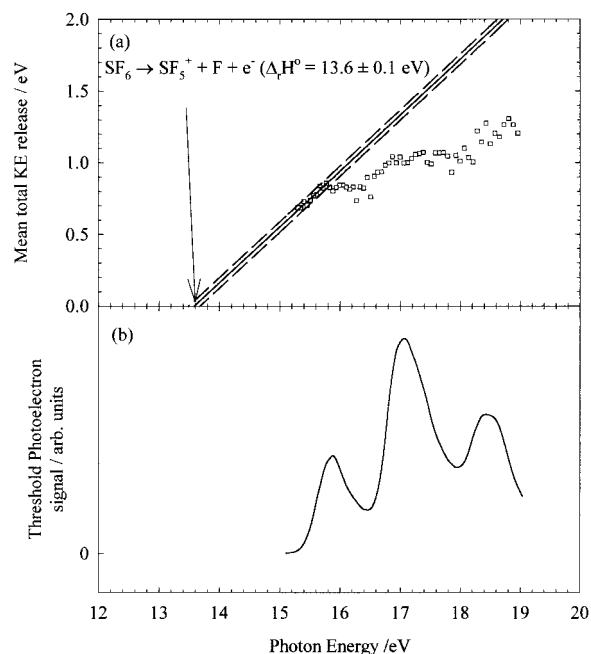 (a)
SF₆ → SF₅⁺ + F + e⁻ (ΔᵣHᵒ = 13.6 ± 0.1 eV)
Mean total KE release / eV
2.0
1.5
1.0
0.5
0.0
(b)
Threshold Photoelectron
signal / arb. units
0
12 13 14 15 16 17 18 19 20
Photon Energy /eV